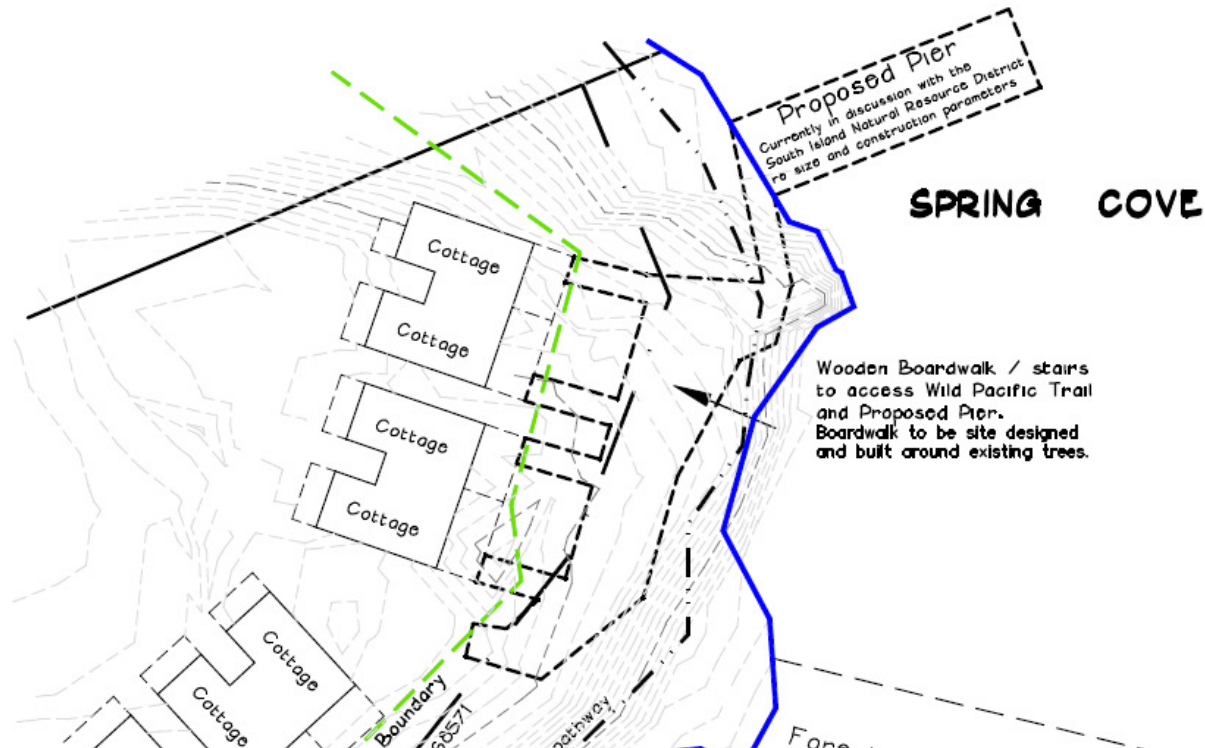 Proposed Pier
Currently in discussion with the
South Island Natural Resource District
re size and construction parameters
SPRING COVE
Cottage
Cottage
Wooden Boardwalk / stairs
to access Wild Pacific Trail
and Proposed Pier.
Boardwalk to be site designed
and built around existing trees.
Cottage
Cottage
Cottage
Cottage
Boundary